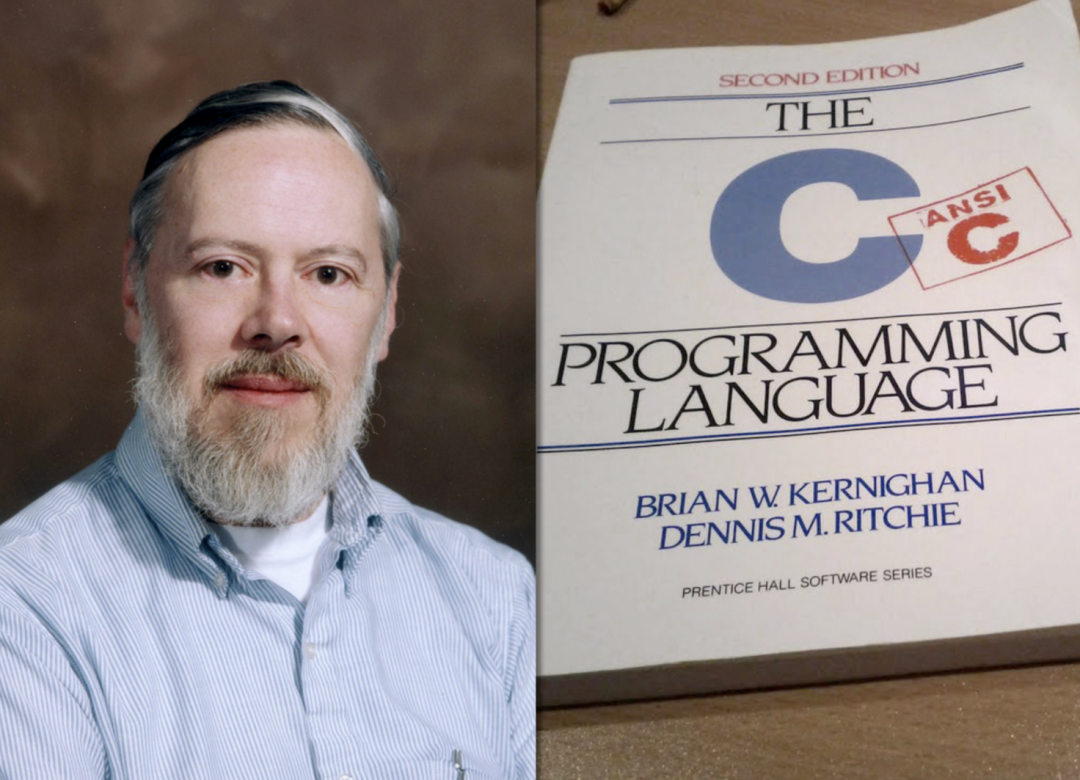 SECOND EDITION
THE
C
ANSI
C
PROGRAMMING
LANGUAGE
BRIAN W. KERNIGHAN
DENNIS M. RITCHIE
PRENTICE HALL SOFTWARE SERIES